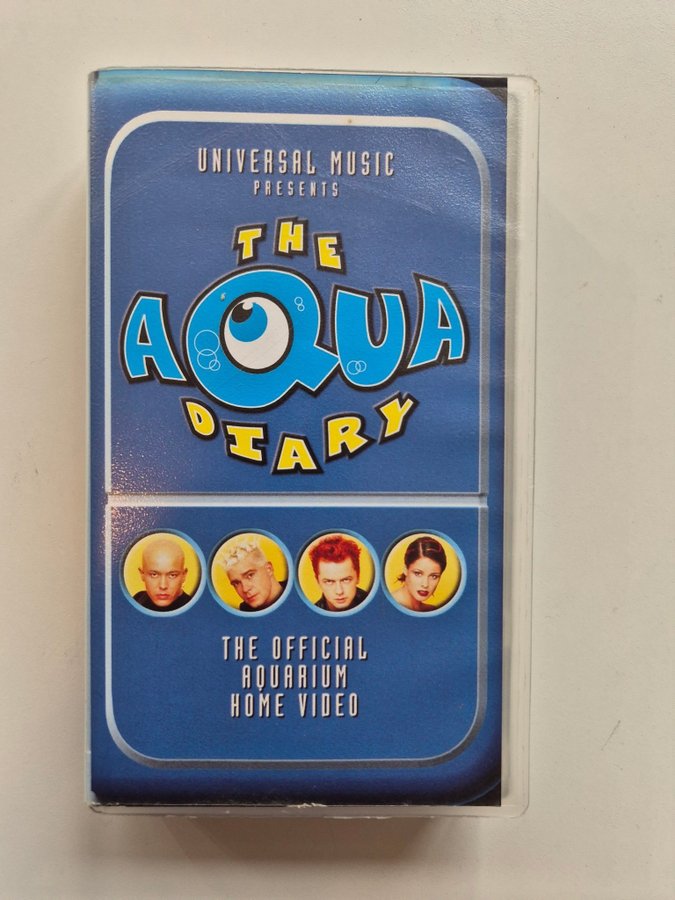 UNIVERSAL MUSIC
PRESENTS
THE
AQUA
DIARY
THE OFFICIAL
AQUARIUM
HOME VIDEO